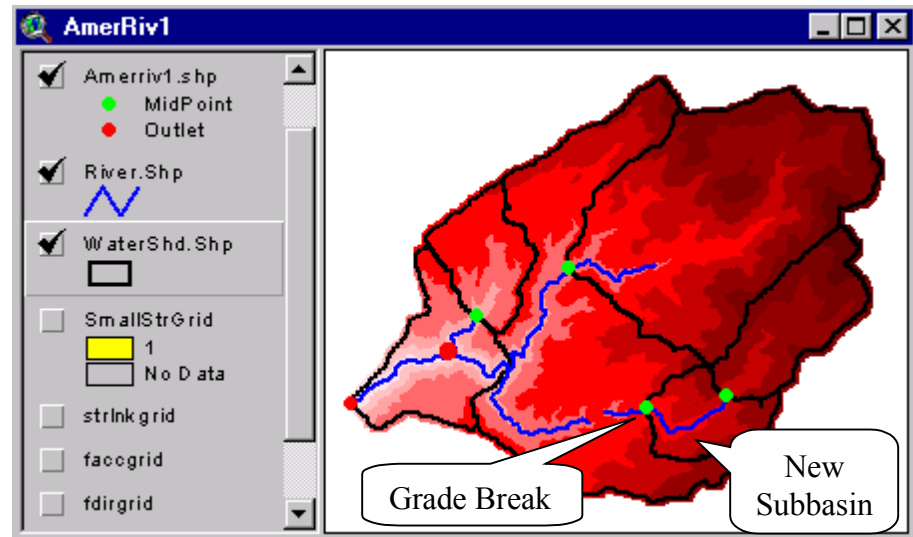 AmerRiv1
Amerriv1.shp
MidPoint
Outlet
River.Shp
WaterShd.Shp
SmallStrGrid
1
No Data
strlnkgrid
faccgrid
fdirgrid
Grade Break
New
Subbasin